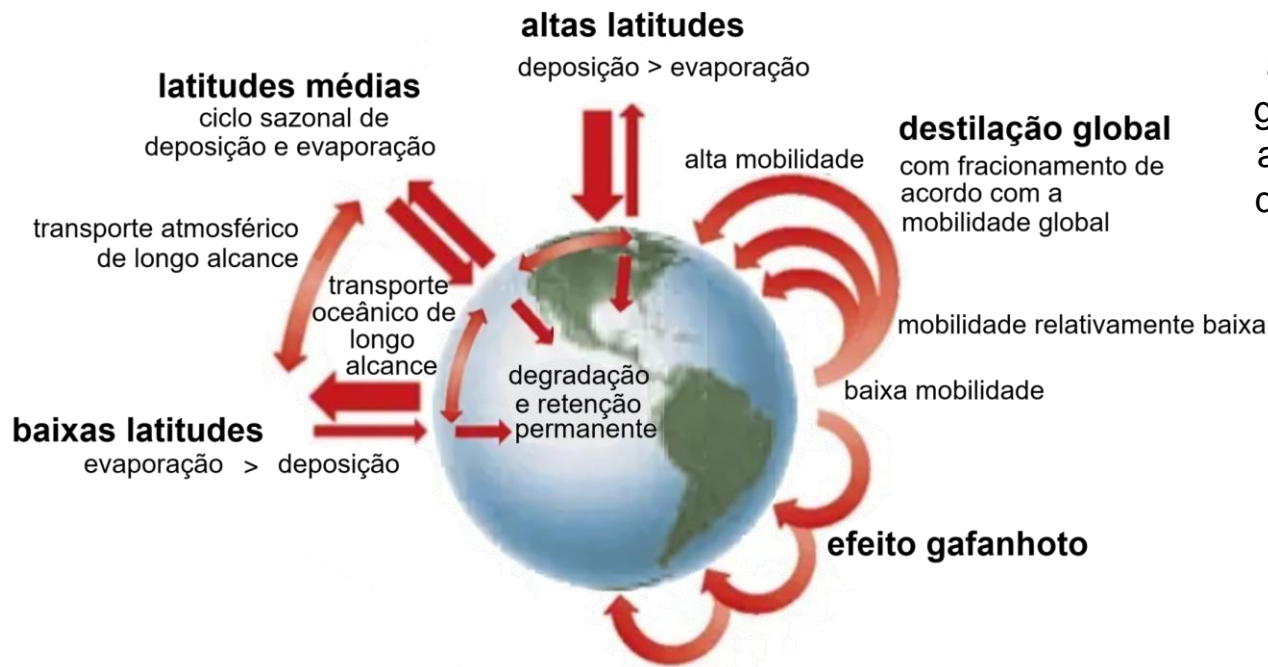 altas latitudes
deposição > evaporação
latitudes médias
ciclo sazonal de
deposição e evaporação
destilação global
com fracionamento de
acordo com a
mobilidade global
alta mobilidade
transporte atmosférico
de longo alcance
transporte
oceânico de
longo
alcance
mobilidade relativamente baixa
degradação
e retenção
permanente
baixa mobilidade
baixas latitudes
evaporação > deposição
efeito gafanhoto